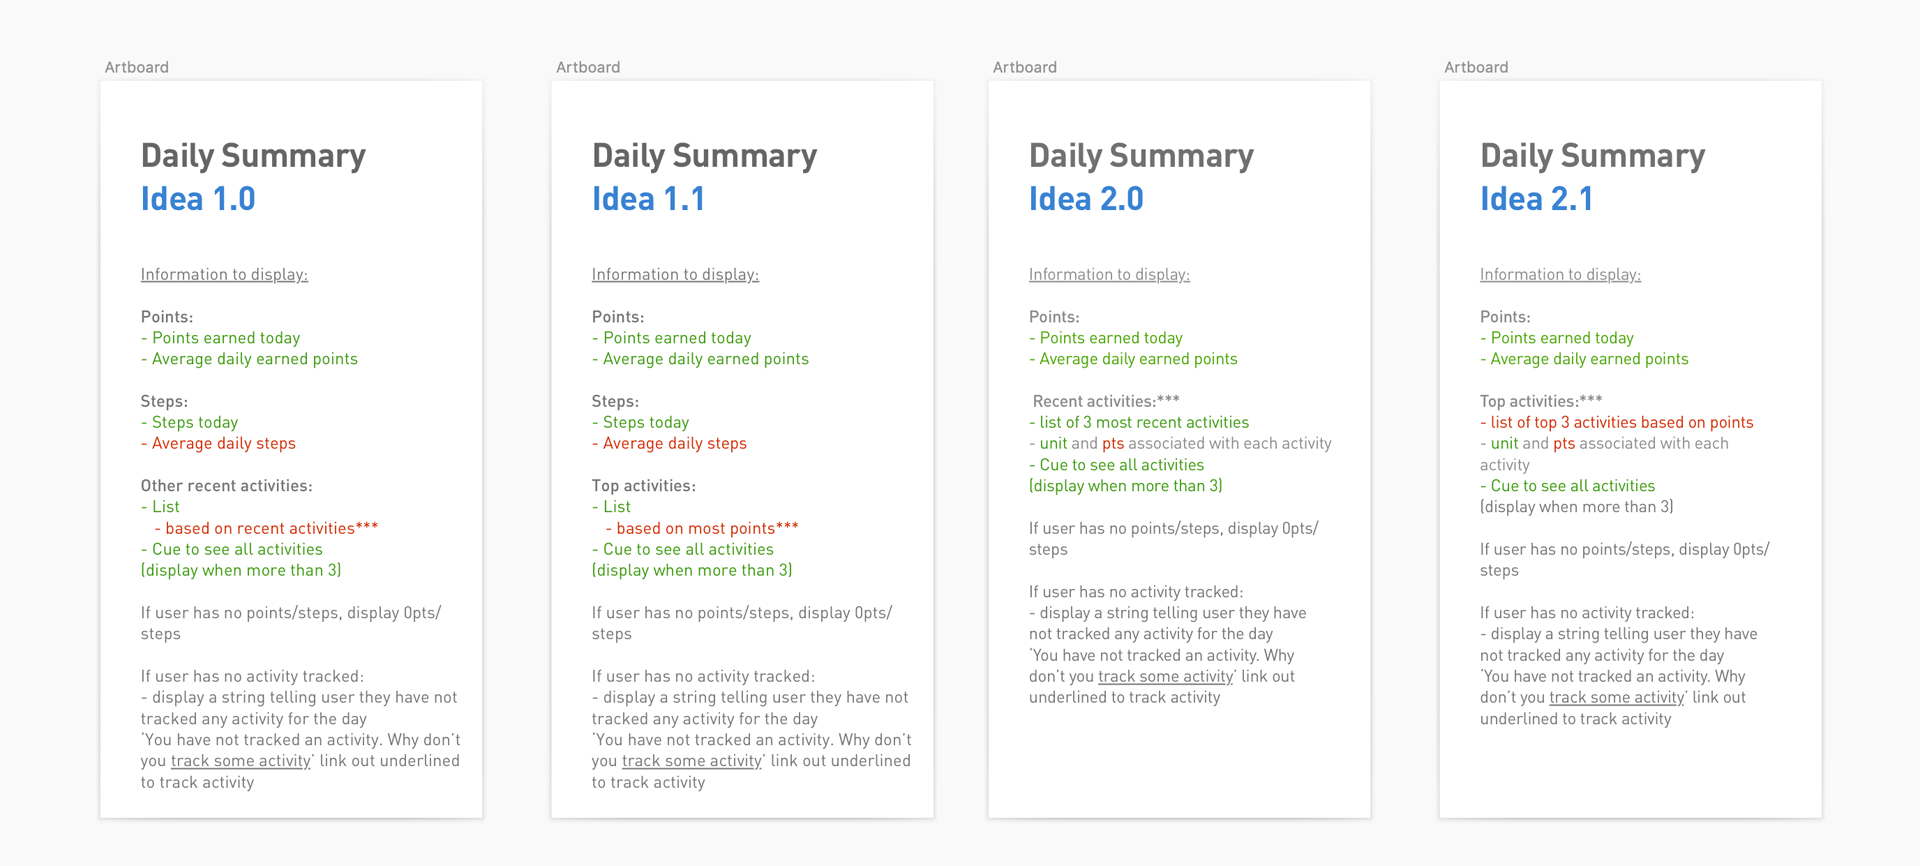 Artboard
Daily Summary
Idea 1.0
Information to display:
Points:
- Points earned today
- Average daily earned points
Steps:
- Steps today
- Average daily steps
Other recent activities:
- List
- based on recent activities***
- Cue to see all activities
(display when more than 3)
If user has no points/steps, display 0pts/
steps
If user has no activity tracked:
- display a string telling user they have not
tracked any activity for the day
'You have not tracked an activity. Why don't
you track some activity' link out underlined
to track activity
Artboard
Daily Summary
Idea 1.1
Information to display:
Points:
- Points earned today
- Average daily earned points
Steps:
- Steps today
- Average daily steps
Top activities:
- List
- based on most points***
- Cue to see all activities
(display when more than 3)
If user has no points/steps, display 0pts/
steps
If user has no activity tracked:
- display a string telling user they have not
tracked any activity for the day
'You have not tracked an activity. Why don't
you track some activity' link out underlined
to track activity
Artboard
Daily Summary
Idea 2.0
Information to display:
Points:
- Points earned today
- Average daily earned points
Recent activities:***
- list of 3 most recent activities
- unit and pts associated with each activity
- Cue to see all activities
(display when more than 3)
If user has no points/steps, display 0pts/
steps
If user has no activity tracked:
- display a string telling user they have
not tracked any activity for the day
'You have not tracked an activity. Why
don't you track some activity' link out
underlined to track activity
Artboard
Daily Summary
Idea 2.1
Information to display:
Points:
- Points earned today
- Average daily earned points
Top activities:***
- list of top 3 activities based on points
- unit and pts associated with each
activity
- Cue to see all activities
(display when more than 3)
If user has no points/steps, display 0pts/
steps
If user has no activity tracked:
- display a string telling user they have
not tracked any activity for the day
'You have not tracked an activity. Why
don't you track some activity' link out
underlined to track activity